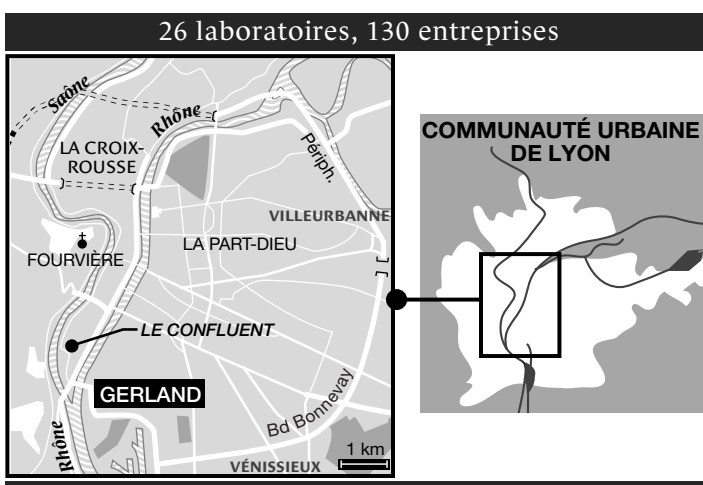 26 laboratoires, 130 entreprises
Saône
Rhône
LA CROIX-
ROUSSE
Périph.
VILLEURBANNE
LA PART-DIEU
FOURVIÈRE
LE CONFLUENT
GERLAND
Bd Bonnevay
Rhône
1 km
VÉNISSIEUX
COMMUNAUTÉ URBAINE
DE LYON